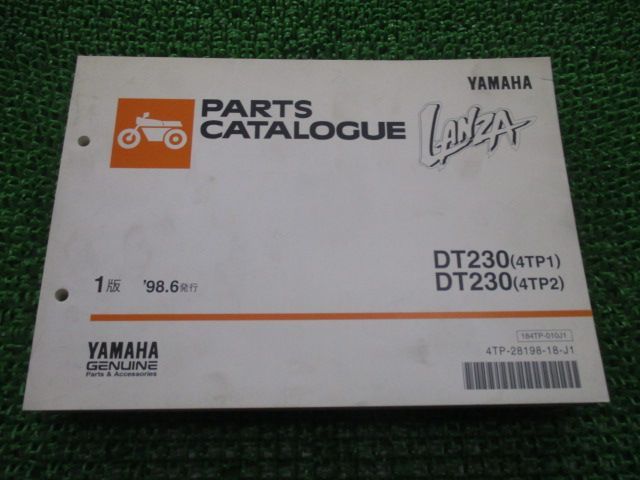 YAMAHA
PARTS
CATALOGUE
LANZA
DT230(4TP1)
DT230(4TP2)
1版 '98.6発行
184TP-010J1
4TP-28198-18-J1
YAMAHA
GENUINE
Parts & Accessories